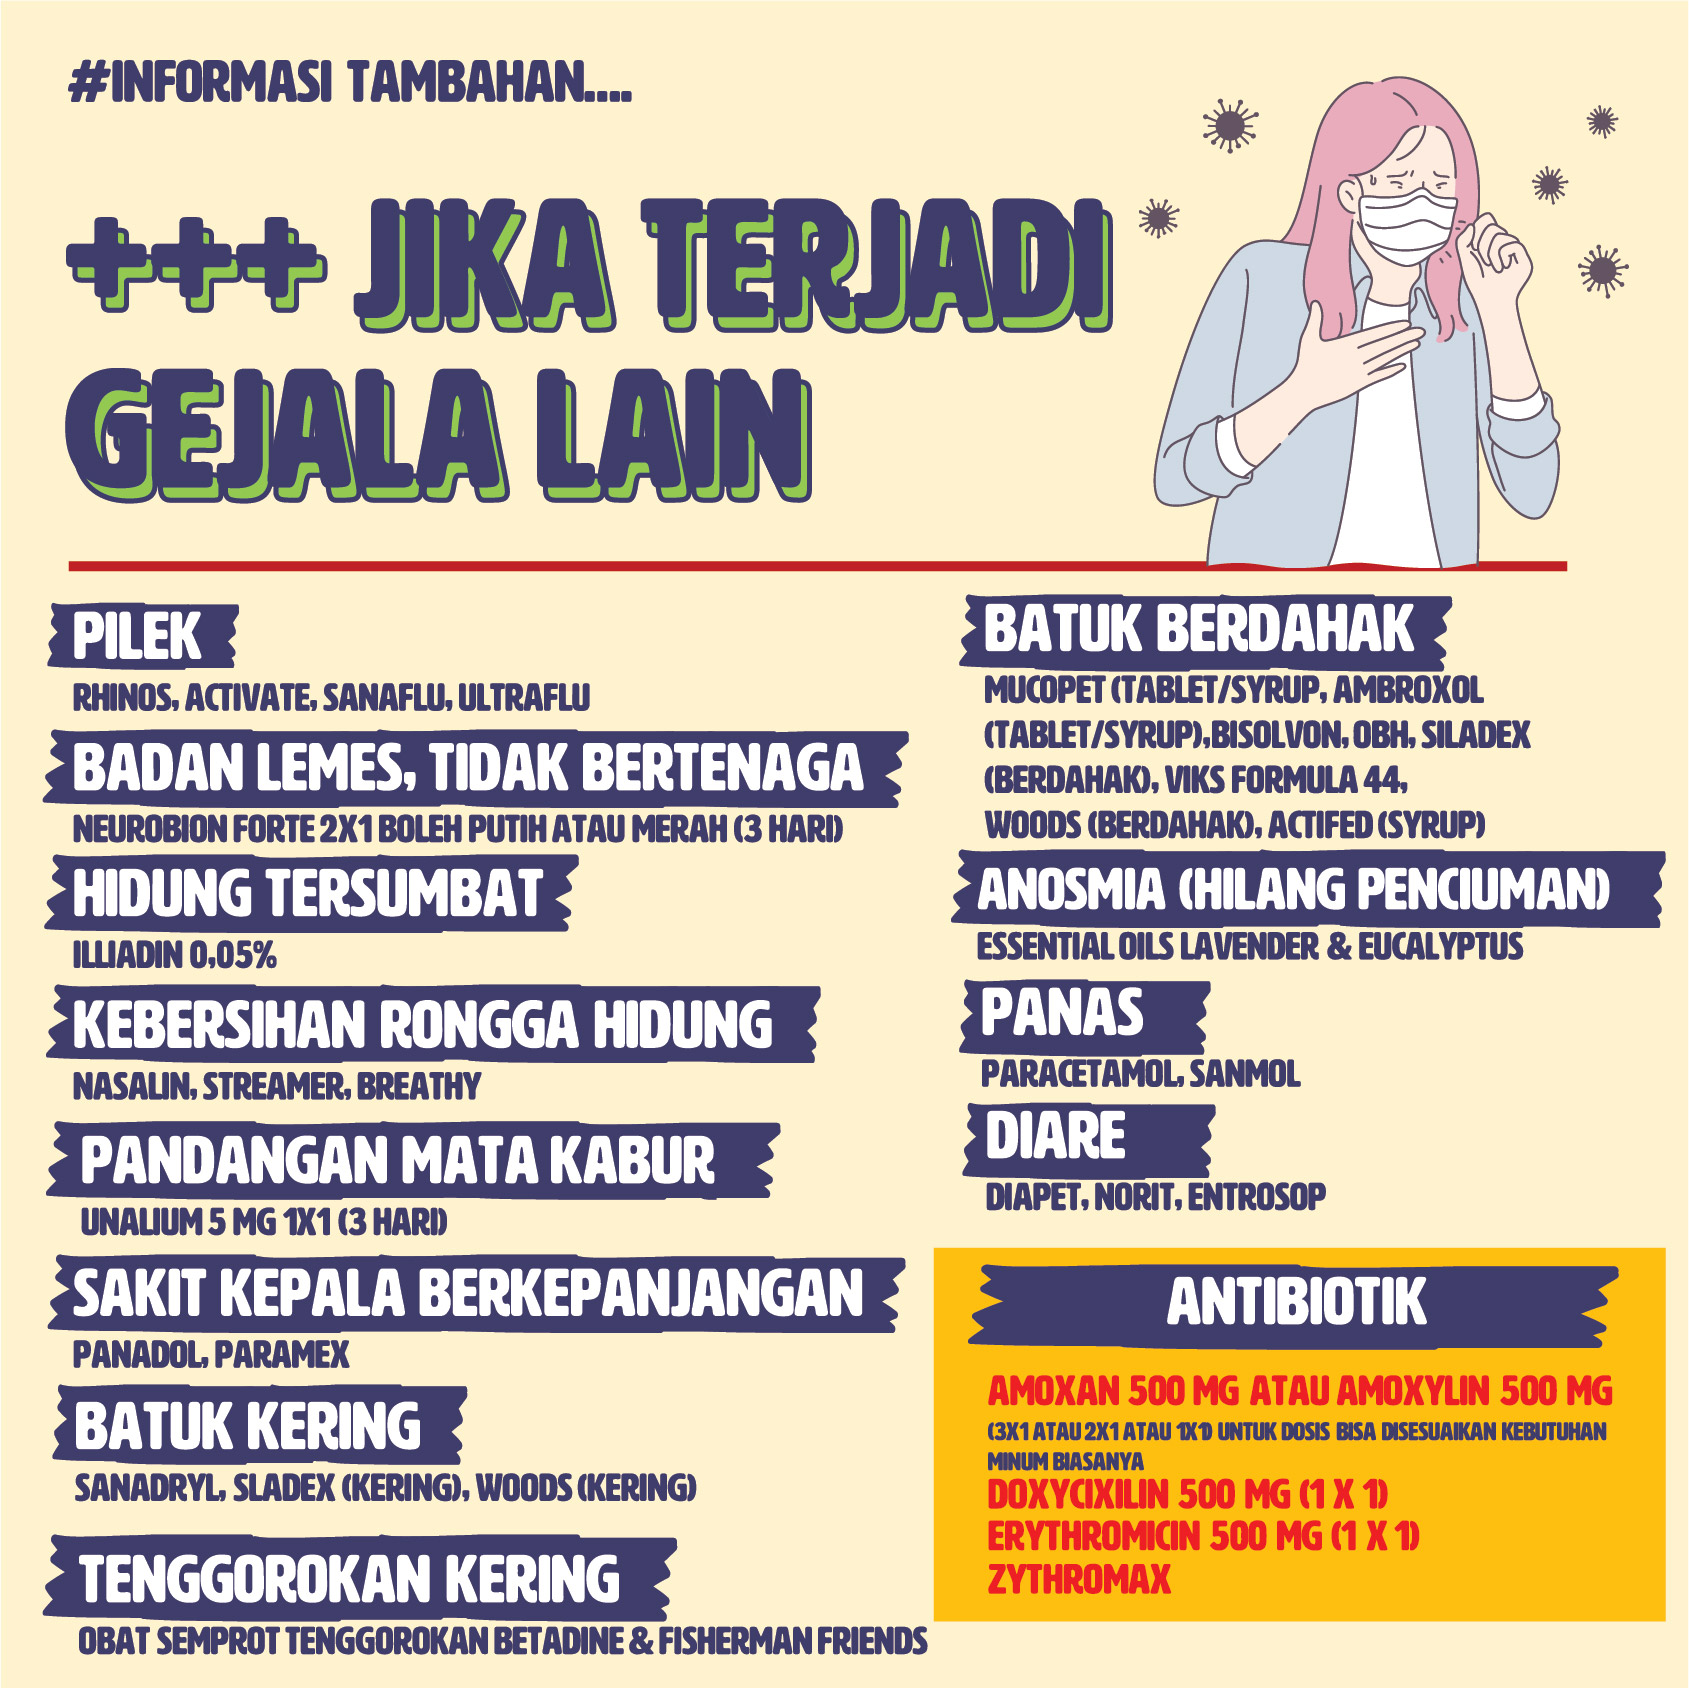 #INFORMASI TAMBAHAN....
+++ JIKA TERJADI
GEJALA LAIN
PILEK
RHINOS, ACTIVATE, SANAFLU, ULTRAFLU
BADAN LEMES, TIDAK BERTENAGA
NEUROBION FORTE 2X1 BOLEH PUTIH ATAU MERAH (3 HARI)
HIDUNG TERSUMBAT
ILLIADIN 0,05%
KEBERSIHAN RONGGA HIDUNG
NASALIN, STREAMER, BREATHY
PANDANGAN MATA KABUR
UNALIUM 5 MG 1X1 (3 HARI)
SAKIT KEPALA BERKEPANJANGAN
PANADOL, PARAMEX
BATUK KERING
SANADRYL, SLADEX (KERING), WOODS (KERING)
TENGGOROKAN KERING
OBAT SEMPROT TENGGOROKAN BETADINE & FISHERMAN FRIENDS
BATUK BERDAHAK
MUCOPET (TABLET/SYRUP, AMBROXOL
(TABLET/SYRUP),BISOLVON, OBH, SILADEX
(BERDAHAK), VIKS FORMULA 44,
WOODS (BERDAHAK), ACTIFED (SYRUP)
ANOSMIA (HILANG PENCIUMAN)
ESSENTIAL OILS LAVENDER & EUCALYPTUS
PANAS
PARACETAMOL, SANMOL
DIARE
DIAPET, NORIT, ENTROSOP
ANTIBIOTIK
AMOXAN 500 MG ATAU AMOXYLIN 500 MG
(3X1 ATAU 2X1 ATAU 1X1) UNTUK DOSIS BISA DISESUAIKAN KEBUTUHAN
MINUM BIASANYA
DOXYCIXILIN 500 MG (1 X 1)
ERYTHROMICIN 500 MG (1 X 1)
ZYTHROMAX